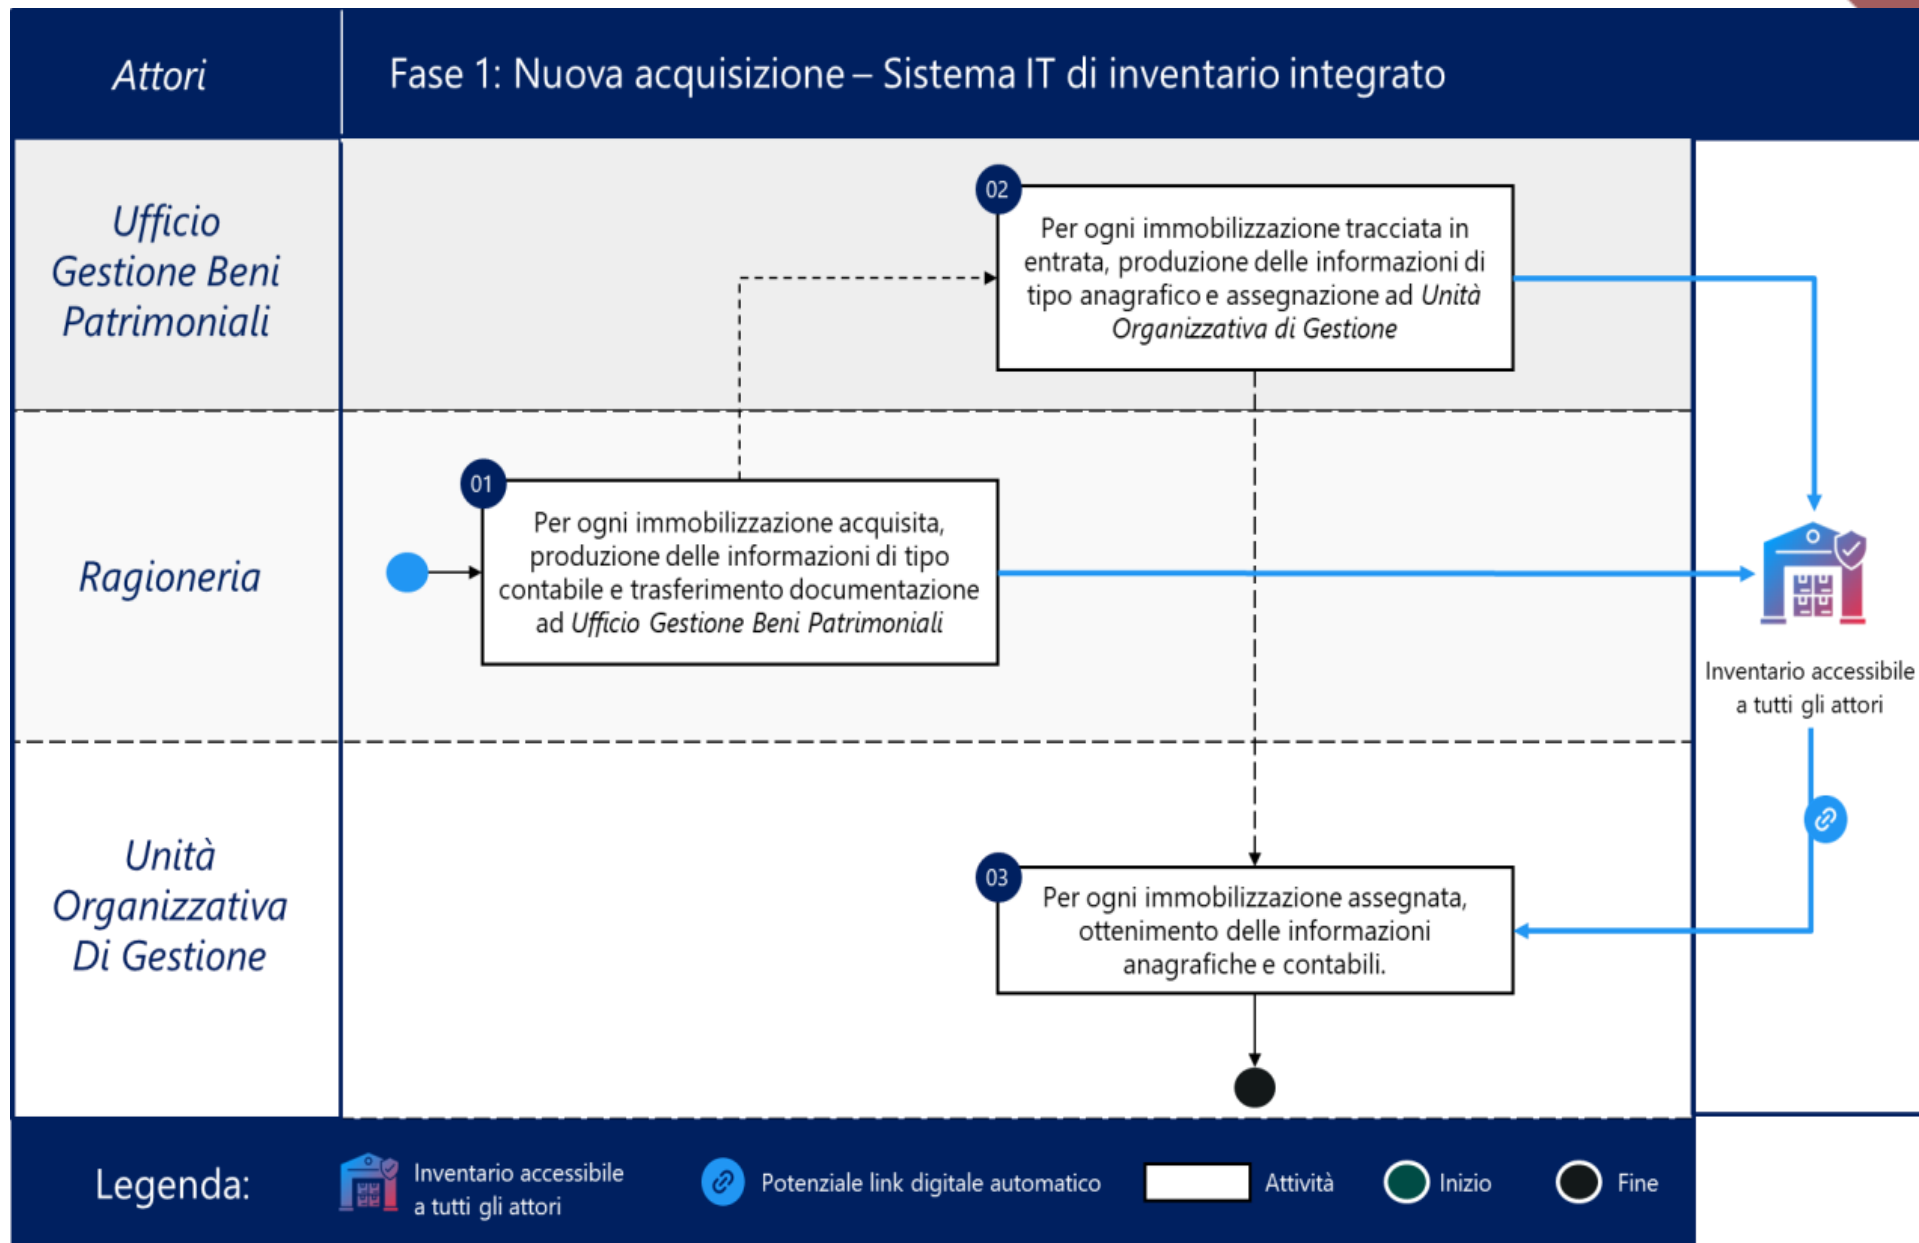 Attori
Fase 1: Nuova acquisizione – Sistema IT di inventario integrato
Ufficio
Gestione Beni
Patrimoniali
02
Per ogni immobilizzazione tracciata in
entrata, produzione delle informazioni di
tipo anagrafico e assegnazione ad Unità
Organizzativa di Gestione
Ragioneria
01
Per ogni immobilizzazione acquisita,
produzione delle informazioni di tipo
contabile e trasferimento documentazione
ad Ufficio Gestione Beni Patrimoniali
Inventario accessibile
a tutti gli attori
Unità
Organizzativa
Di Gestione
03
Per ogni immobilizzazione assegnata,
ottenimento delle informazioni
anagrafiche e contabili.
Legenda:
Inventario accessibile
a tutti gli attori
Potenziale link digitale automatico
Attività
Inizio
Fine